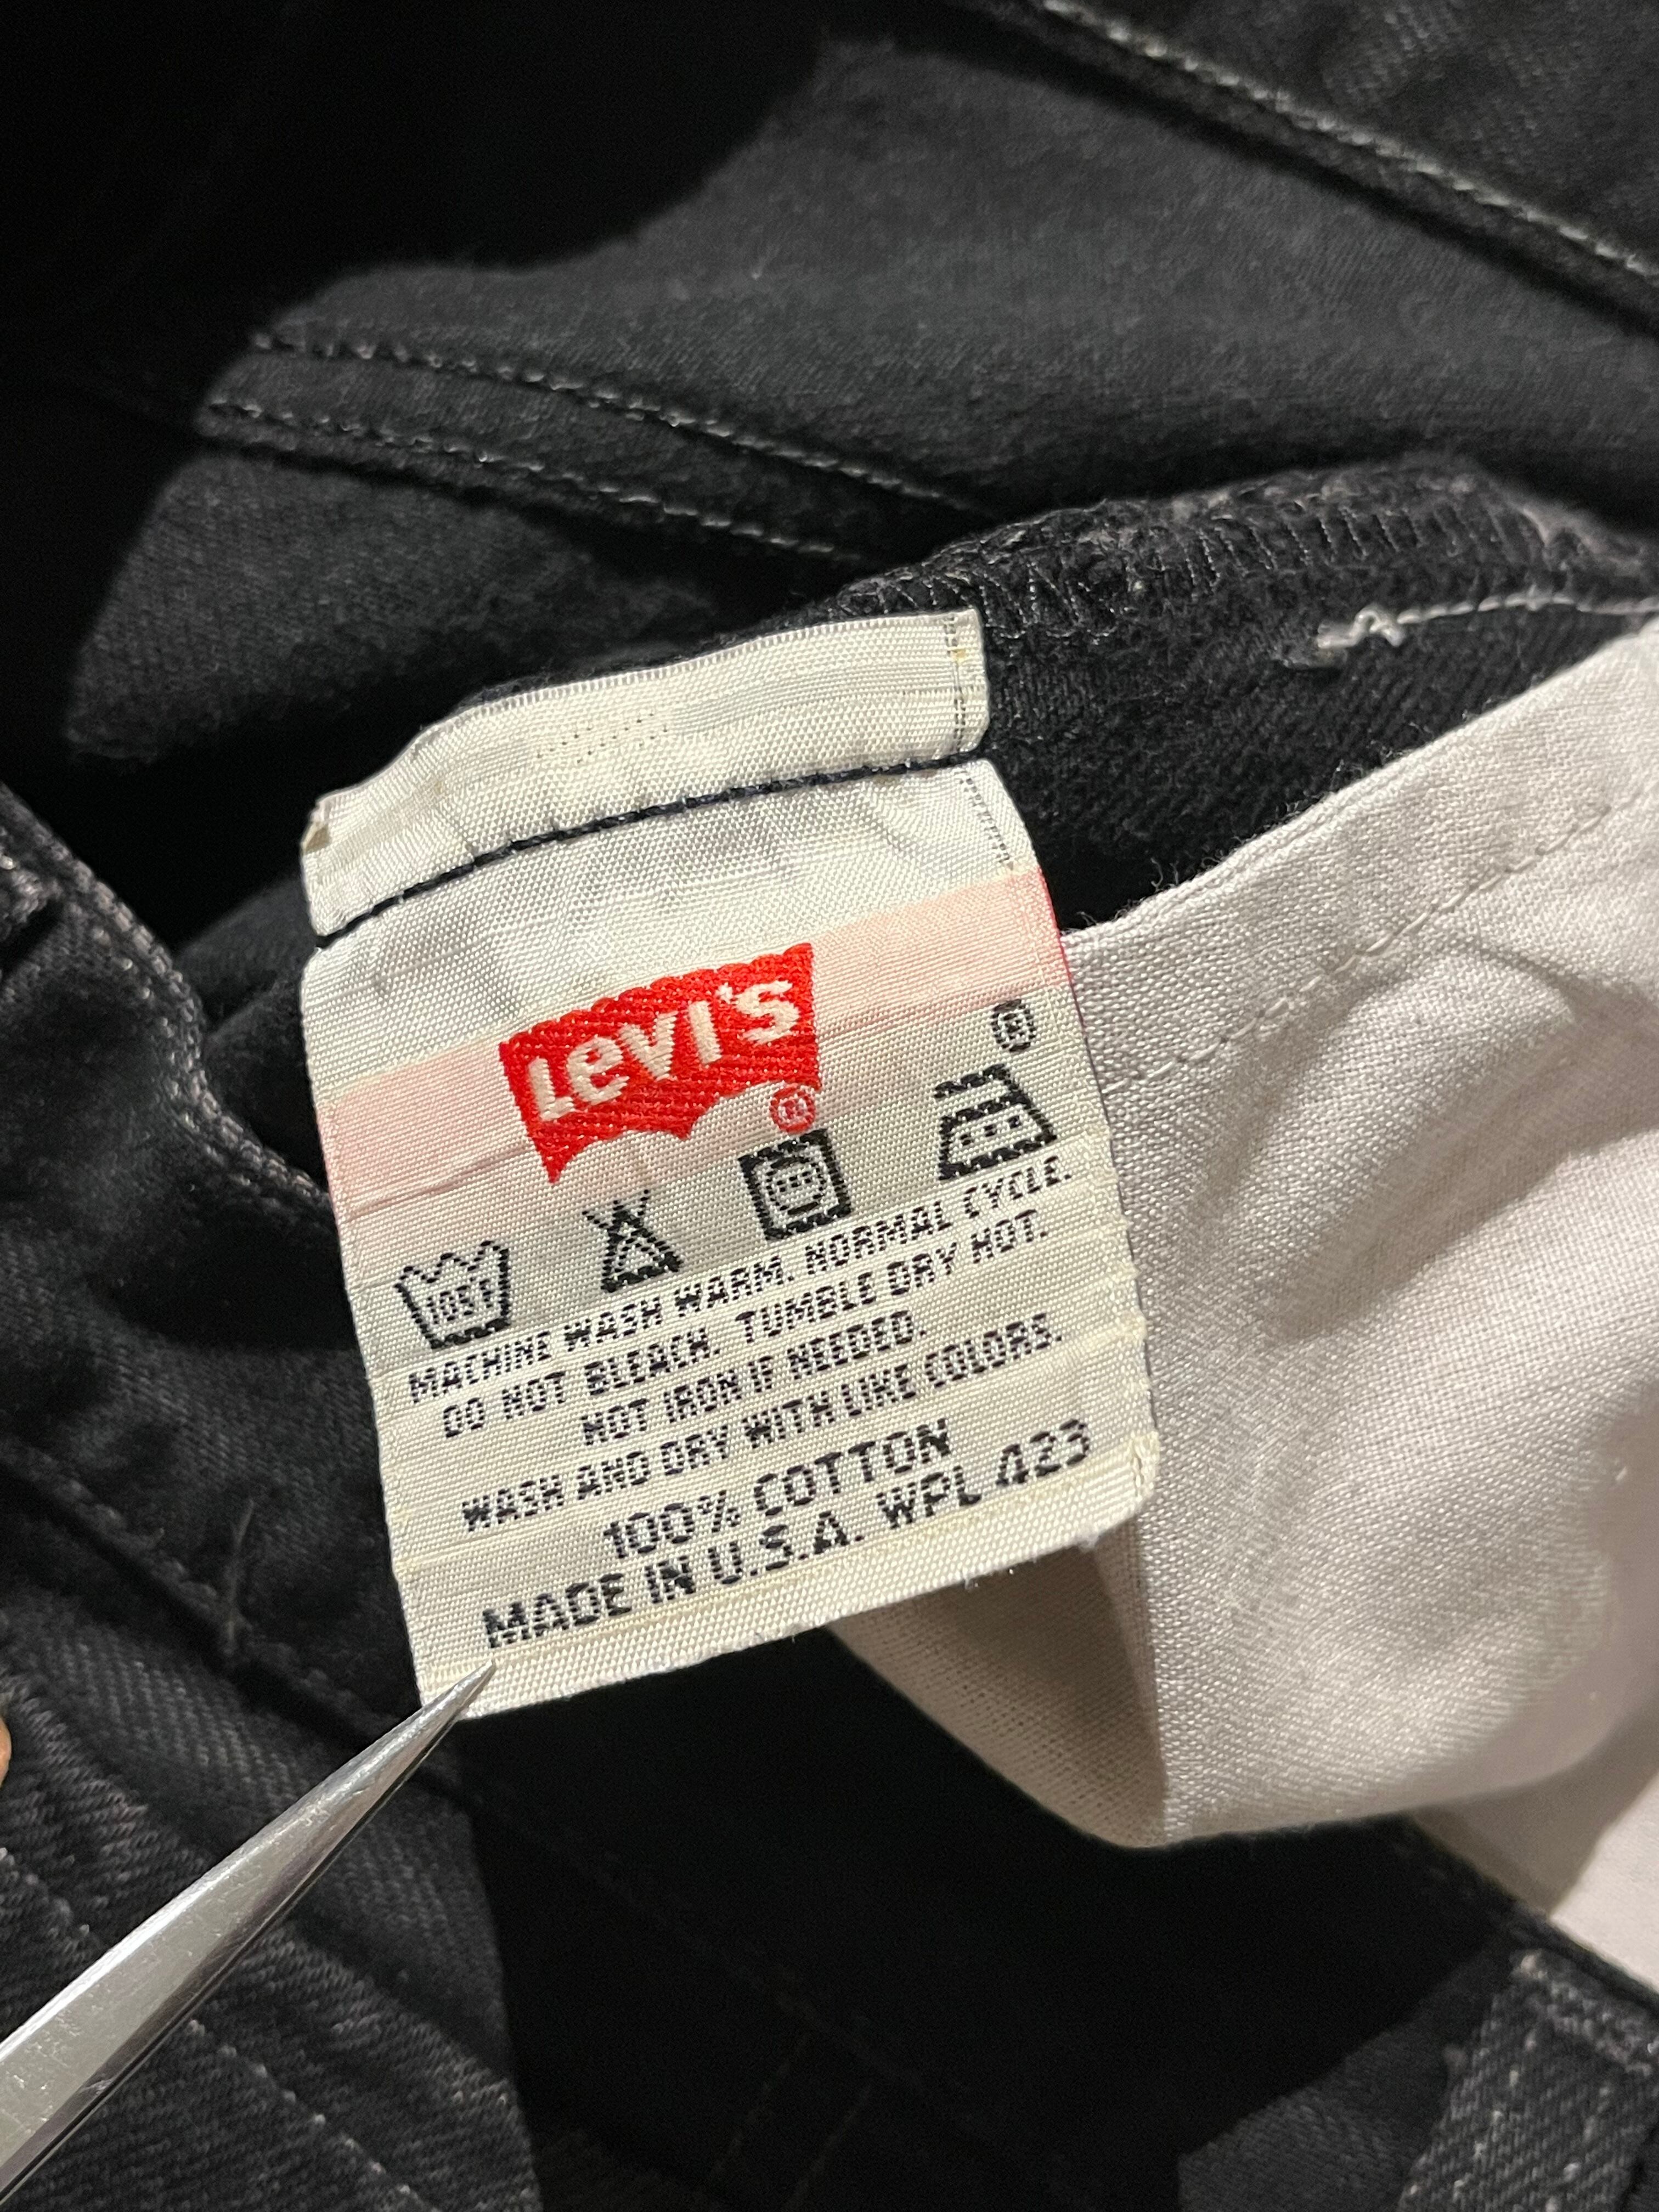 Levi's ®
®
105°F
MACHINE WASH WARM. NORMAL CYCLE.
DO NOT BLEACH. TUMBLE DRY HOT.
HOT IRON IF NEEDED.
WASH AND DRY WITH LIKE COLORS.
100% COTTON
MADE IN U.S.A. WPL 423